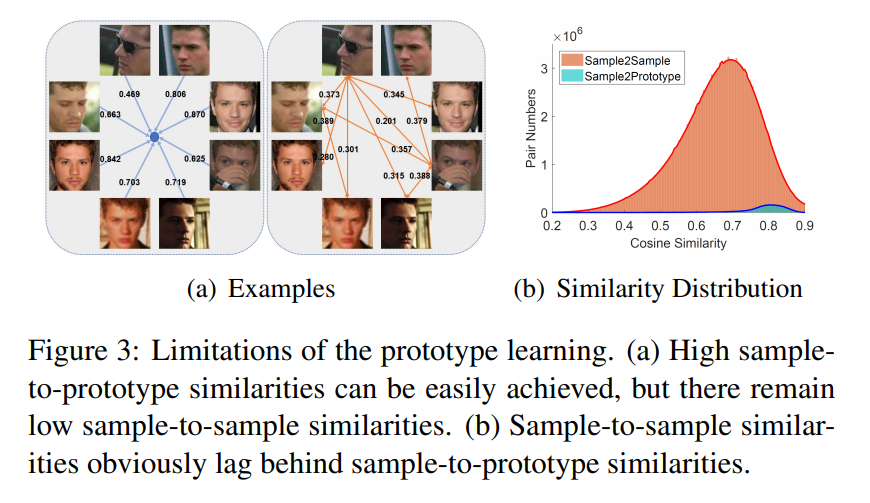 0.469
0.806
0.663
0.870
0.842
0.625
0.703
0.719
0.373
0.345
0.389
0.201
0.379
0.280
0.301
0.357
0.315
0.388
×10⁶
Sample2Sample
Sample2Prototype
3
2
1
0
Pair Numbers
0.2 0.3 0.4 0.5 0.6 0.7 0.8 0.9
Cosine Similarity
(a) Examples
(b) Similarity Distribution
Figure 3: Limitations of the prototype learning. (a) High sample-
to-prototype similarities can be easily achieved, but there remain
low sample-to-sample similarities. (b) Sample-to-sample similar-
ities obviously lag behind sample-to-prototype similarities.